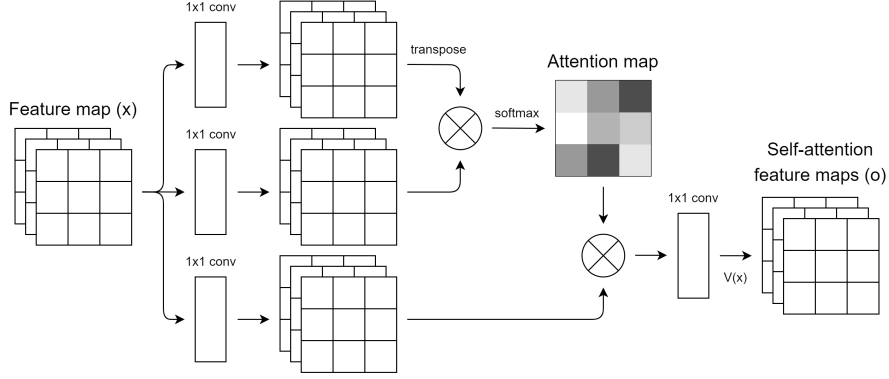 1x1 conv
transpose
Attention map
Feature map (x)
softmax
1x1 conv
Self-attention
feature maps (o)
1x1 conv
1x1 conv
V(x)